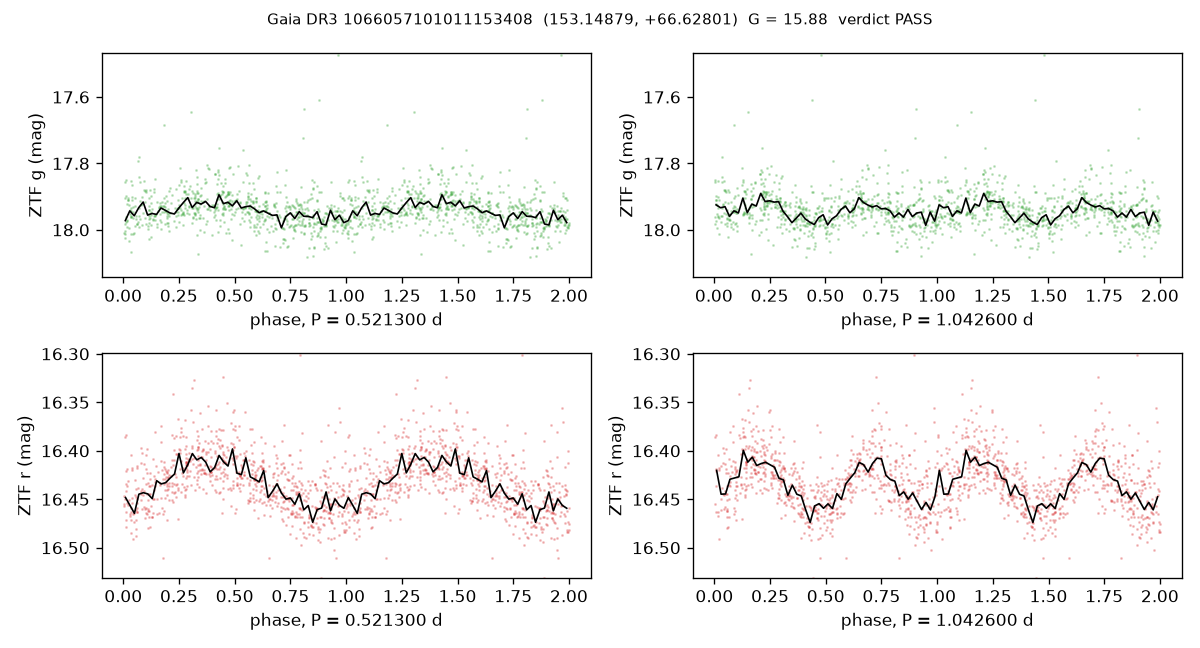 Gaia DR3 1066057101011153408 (153.14879, +66.62801) G = 15.88 verdict PASS
ZTF g (mag)
17.6
17.8
18.0
0.00 0.25 0.50 0.75 1.00 1.25 1.50 1.75 2.00
phase, P = 0.521300 d
ZTF g (mag)
17.6
17.8
18.0
0.00 0.25 0.50 0.75 1.00 1.25 1.50 1.75 2.00
phase, P = 1.042600 d
ZTF r (mag)
16.30
16.35
16.40
16.45
16.50
0.00 0.25 0.50 0.75 1.00 1.25 1.50 1.75 2.00
phase, P = 0.521300 d
ZTF r (mag)
16.30
16.35
16.40
16.45
16.50
0.00 0.25 0.50 0.75 1.00 1.25 1.50 1.75 2.00
phase, P = 1.042600 d